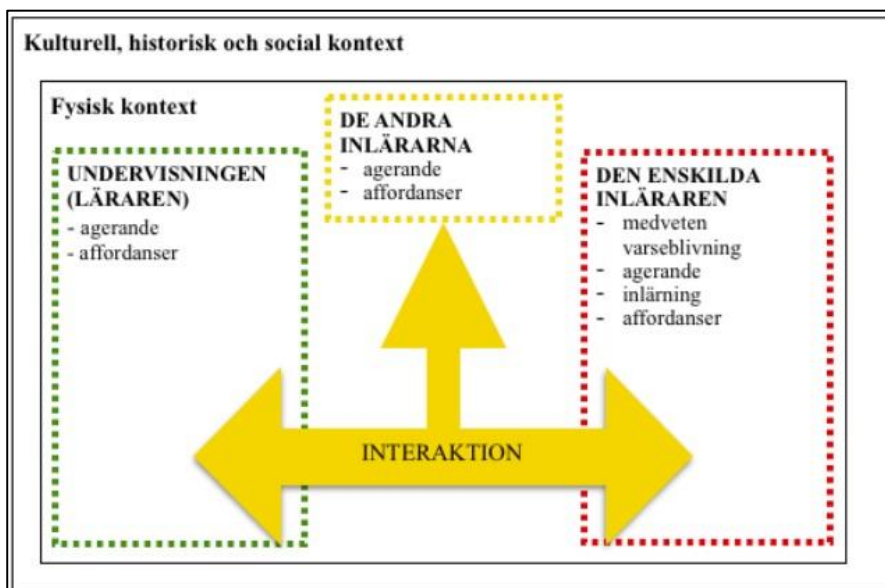 Kulturell, historisk och social kontext
Fysisk kontext
UNDERVISNINGEN
(LÄRAREN)
- agerande
- affordanser
DE ANDRA
INLÄRARNA
- agerande
- affordanser
DEN ENSKILDA
INLÄRAREN
- medveten
varseblivning
- agerande
- inlärning
- affordanser
INTERAKTION